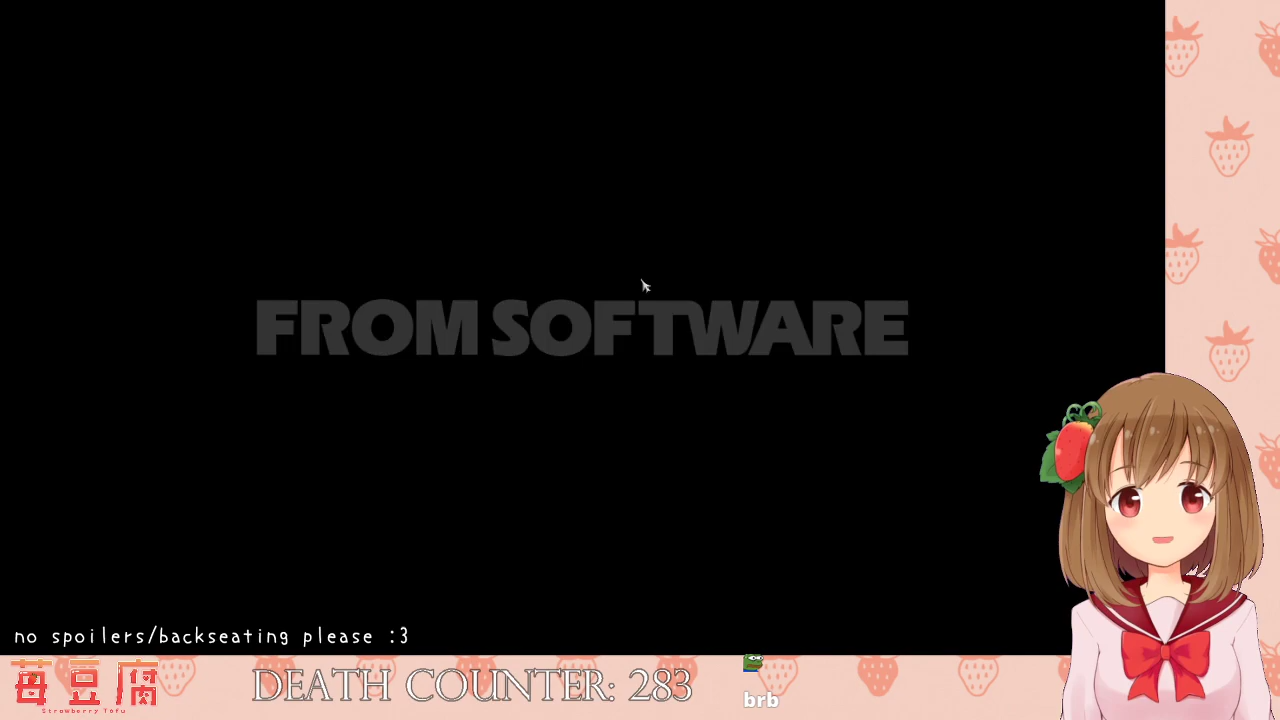 FROM SOFTWARE
no spoilers/backseating please :3
苺豆腐
Strawberry Tofu
DEATH COUNTER: 283
brb